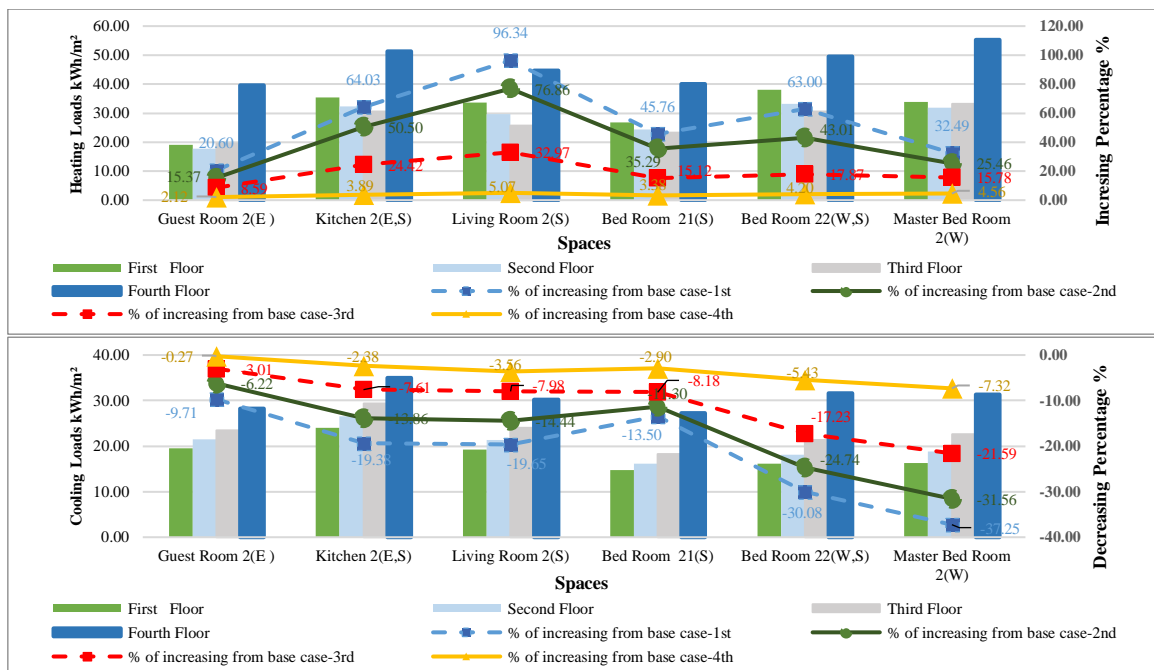 60.00
50.00
40.00
30.00
20.00
10.00
0.00
Heating Loads kWh/m²
120.00
100.00
80.00
60.00
40.00
20.00
0.00
Incresing Percentage %
20.60
64.03
96.34
45.76
63.00
32.49
15.37
50.50
76.86
35.29
43.01
25.46
8.59
24.42
32.97
15.12
17.87
15.78
2.15
3.89
5.07
4.20
4.56
Guest Room 2(E )
Kitchen 2(E,S)
Living Room 2(S)
Bed Room 21(S)
Bed Room 22(W,S)
Master Bed Room
2(W)
Spaces
First Floor
Second Floor
Third Floor
Fourth Floor
% of increasing from base case-1st
% of increasing from base case-2nd
% of increasing from base case-3rd
% of increasing from base case-4th
40.00
30.00
20.00
10.00
0.00
Cooling Loads kWh/m²
0.00
-10.00
-20.00
-30.00
-40.00
Decreasing Percentage %
-0.27
-2.38
-3.56
-2.90
-5.43
-7.32
-3.01
-7.61
-7.98
-8.18
-17.23
-21.59
-6.22
-13.86
-14.44
-24.74
-31.56
-9.71
-19.38
-19.65
-13.50
-30.08
-37.25
Guest Room 2(E )
Kitchen 2(E,S)
Living Room 2(S)
Bed Room 21(S)
Bed Room 22(W,S)
Master Bed Room
2(W)
Spaces
First Floor
Second Floor
Third Floor
Fourth Floor
% of increasing from base case-1st
% of increasing from base case-2nd
% of increasing from base case-3rd
% of increasing from base case-4th